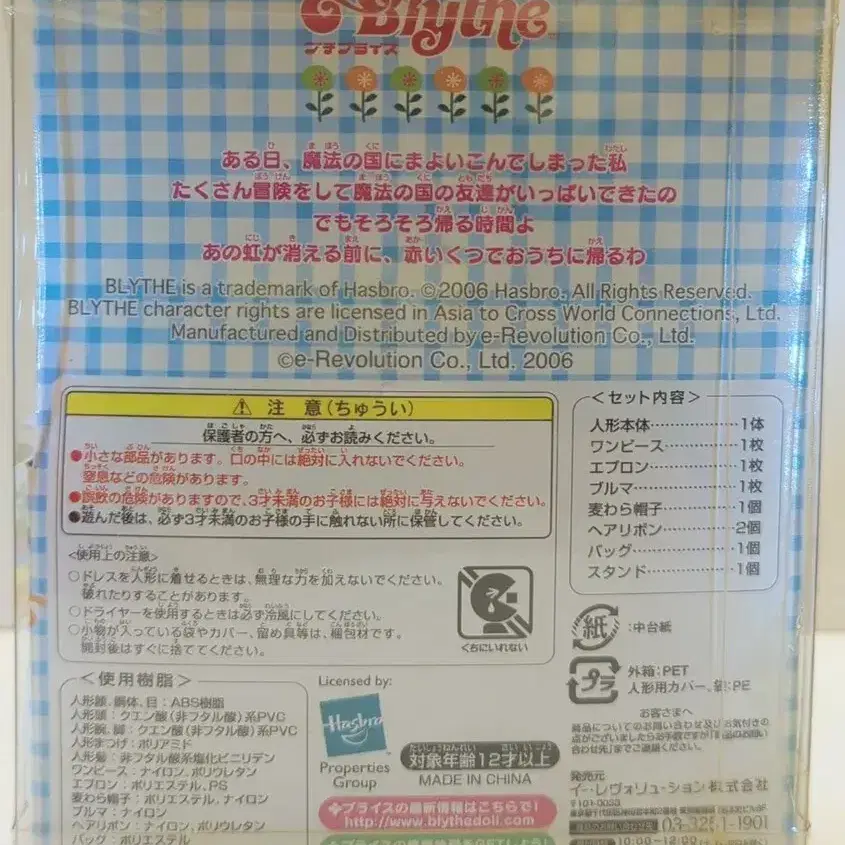 Blythe
プチブライス
ある日、魔法の国にまよいこんでしまった私
たくさん冒険をして魔法の国の友達がいっぱいできたの
でもそろそろ帰る時間よ
あの虹が消える前に、赤いくつでおうちに帰るわ
BLYTHE is a trademark of Hasbro. ©2006 Hasbro. All Rights Reserved.
BLYTHE character rights are licensed in Asia to Cross World Connections, Ltd.
Manufactured and Distributed by e-Revolution Co., Ltd.
©e-Revolution Co., Ltd. 2006
⚠ 注意(ちゅうい)
保護者の方へ、必ずお読みください。
●小さな部品があります。口の中には絶対に入れないでください。
窒息などの危険があります。
●誤飲の危険がありますので、3才未満のお子様には絶対に与えないでください。
●遊んだ後は、必ず3才未満のお子様の手に触れない所に保管してください。
<使用上の注意>
○ドレスを人形に着せるときは、無理な力を加えないでください。
破れたりすることがあります。
○ドライヤーを使用するときは必ず冷風にしてください。
○小物が入っている袋やカバー、留め具等は、梱包材です。
開封後はすぐに捨ててください。
くちにいれない
<セット内容>
人形本体…1体
ワンピース…1枚
エプロン…1枚
ブルマ…1枚
麦わら帽子…1個
ヘアリボン…2個
バッグ…1個
スタンド…1個
紙:中台紙
プラ 外箱:PET
人形用カバー、袋:PE
<使用樹脂>
人形顔、胴体、目:ABS樹脂
人形頭:クエン酸(非フタル酸)系PVC
人形腕、脚:クエン酸(非フタル酸)系PVC
人形まつげ:ポリアミド
人形髪:非フタル酸系塩化ビニリデン
ワンピース:ナイロン、ポリウレタン
エプロン:ポリエステル、PS
麦わら帽子:ポリエステル、ナイロン
ブルマ:ナイロン
ヘアリボン:ナイロン、ポリウレタン
バッグ:ポリエステル
Licensed by:
Hasbro
Properties
Group
対象年齢12才以上
MADE IN CHINA
ブライスの最新情報はこちらで!
http://www.blythedoll.com
お客さまへ
発売元
イー・レヴォリューション株式会社
〒101-0033
03-3251-1901
10:00~12:00